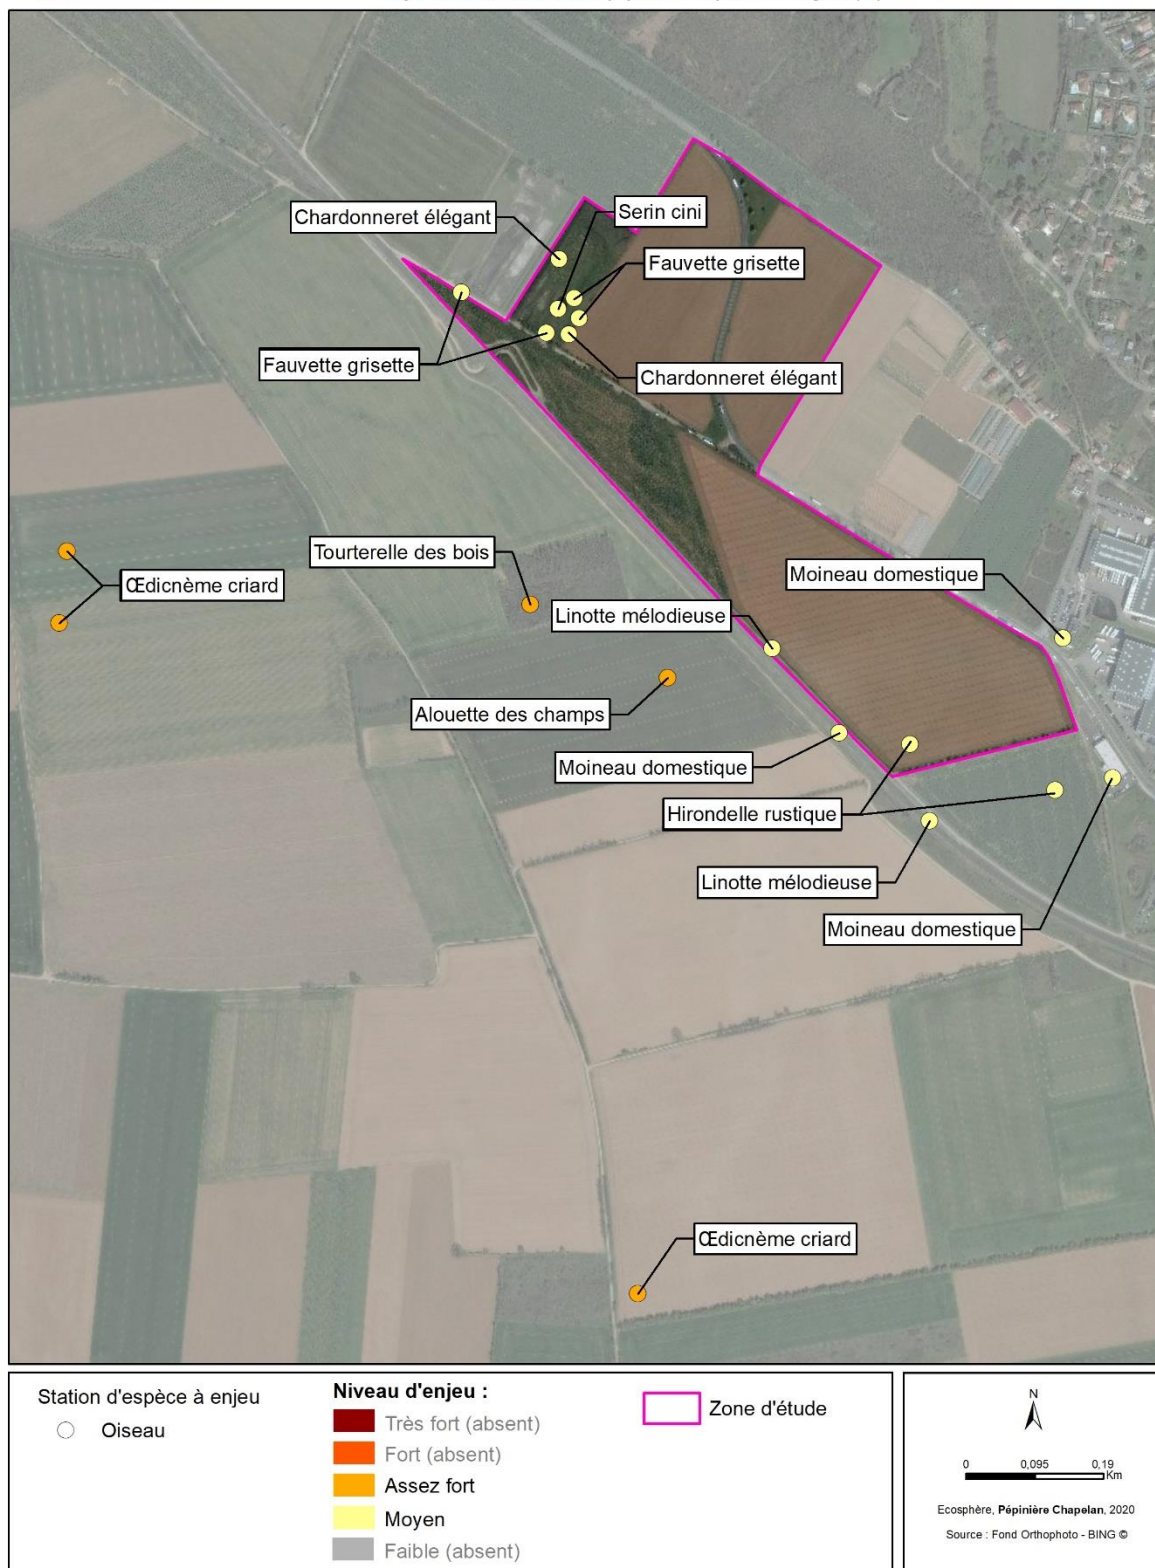 Chardonneret élégant
Serin cini
Fauvette grisette
Fauvette grisette
Chardonneret élégant
Tourterelle des bois
Moineau domestique
Œdicnème criard
Linotte mélodieuse
Alouette des champs
Moineau domestique
Hirondelle rustique
Linotte mélodieuse
Moineau domestique
Œdicnème criard
Station d'espèce à enjeu
Oiseau
Niveau d'enjeu :
Très fort (absent)
Fort (absent)
Assez fort
Moyen
Faible (absent)
Zone d'étude
N
0 0,095 0,19
Km
Ecosphère, Pépinière Chapelan, 2020
Source : Fond Orthophoto - BING ©